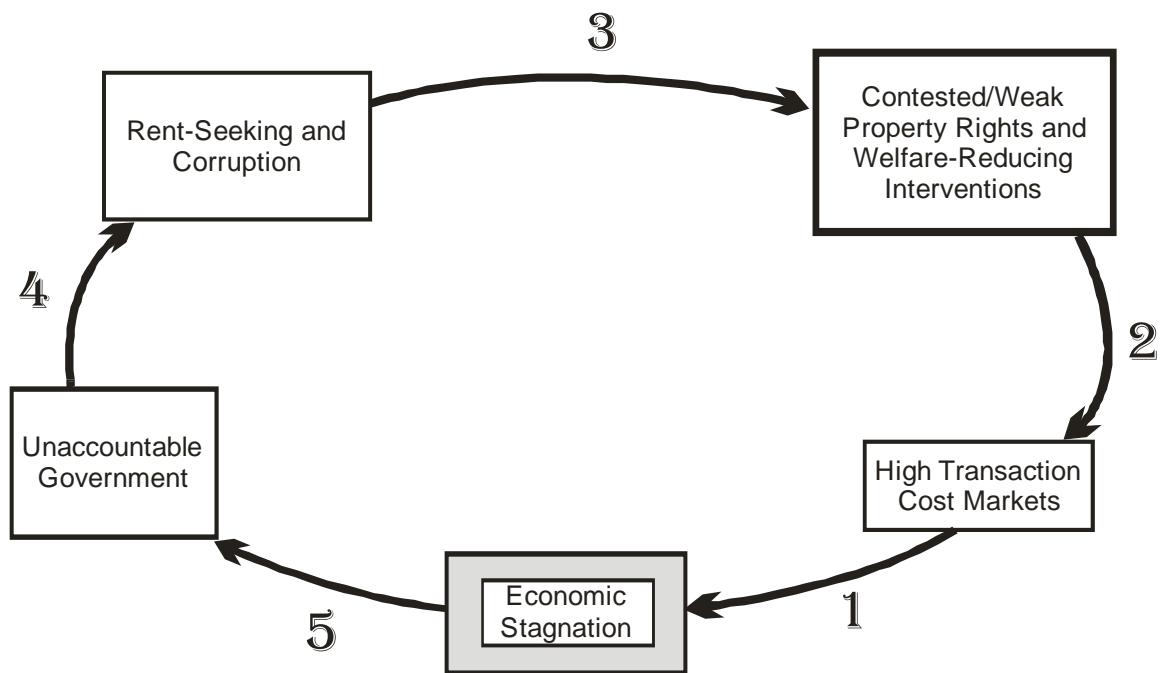 3
Rent-Seeking and
Corruption
Contested/Weak
Property Rights and
Welfare-Reducing
Interventions
4
2
Unaccountable
Government
High Transaction
Cost Markets
Economic
Stagnation
5
1